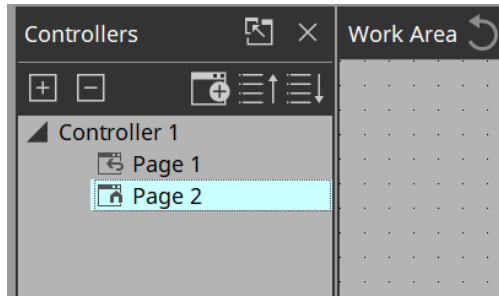 Controllers
Work Area
Controller 1
Page 1
Page 2